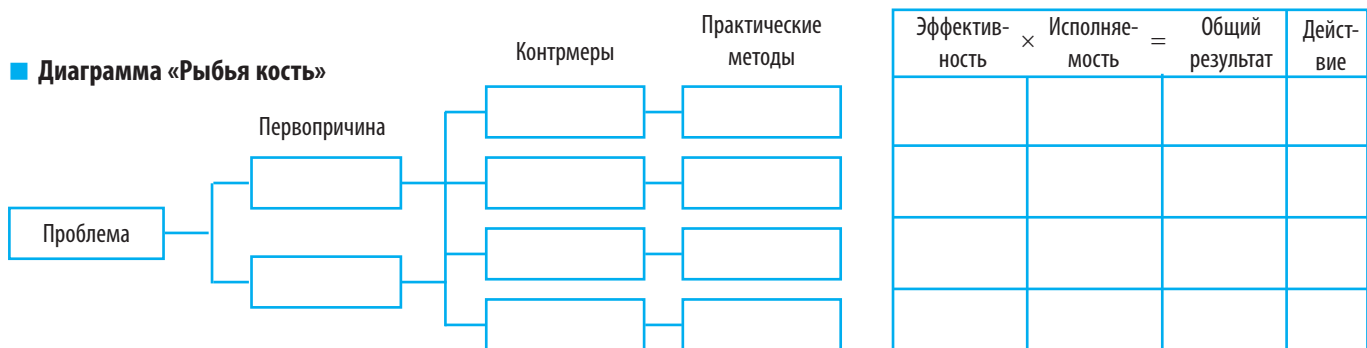 ■ Диаграмма «Рыбья кость»
Проблема
Первопричина
Контрмеры
Практические
методы
Эффектив-
ность
×
Исполняе-
мость
=
Общий
результат
Дейст-
вие